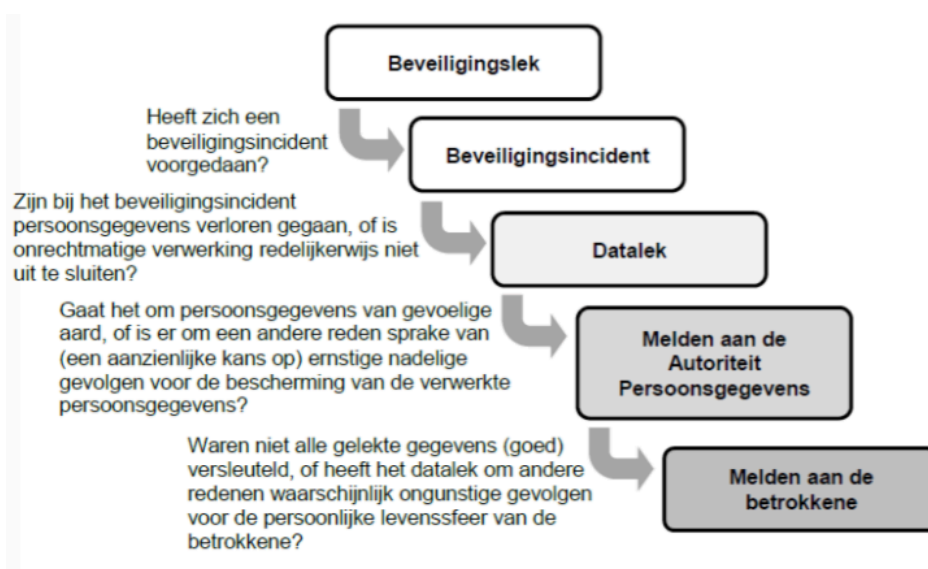 Beveiligingslek
Heeft zich een
beveiligingsincident
voorgedaan?
Beveiligingsincident
Zijn bij het beveiligingsincident
persoonsgegevens verloren gegaan, of is
onrechtmatige verwerking redelijkerwijs niet
uit te sluiten?
Datalek
Gaat het om persoonsgegevens van gevoelige
aard, of is er om een andere reden sprake van
(een aanzienlijke kans op) ernstige nadelige
gevolgen voor de bescherming van de verwerkte
persoonsgegevens?
Melden aan de
Autoriteit
Persoonsgegevens
Waren niet alle gelekte gegevens (goed)
versleuteld, of heeft het datalek om andere
redenen waarschijnlijk ongunstige gevolgen
voor de persoonlijke levenssfeer van de
betrokkene?
Melden aan de
betrokkene